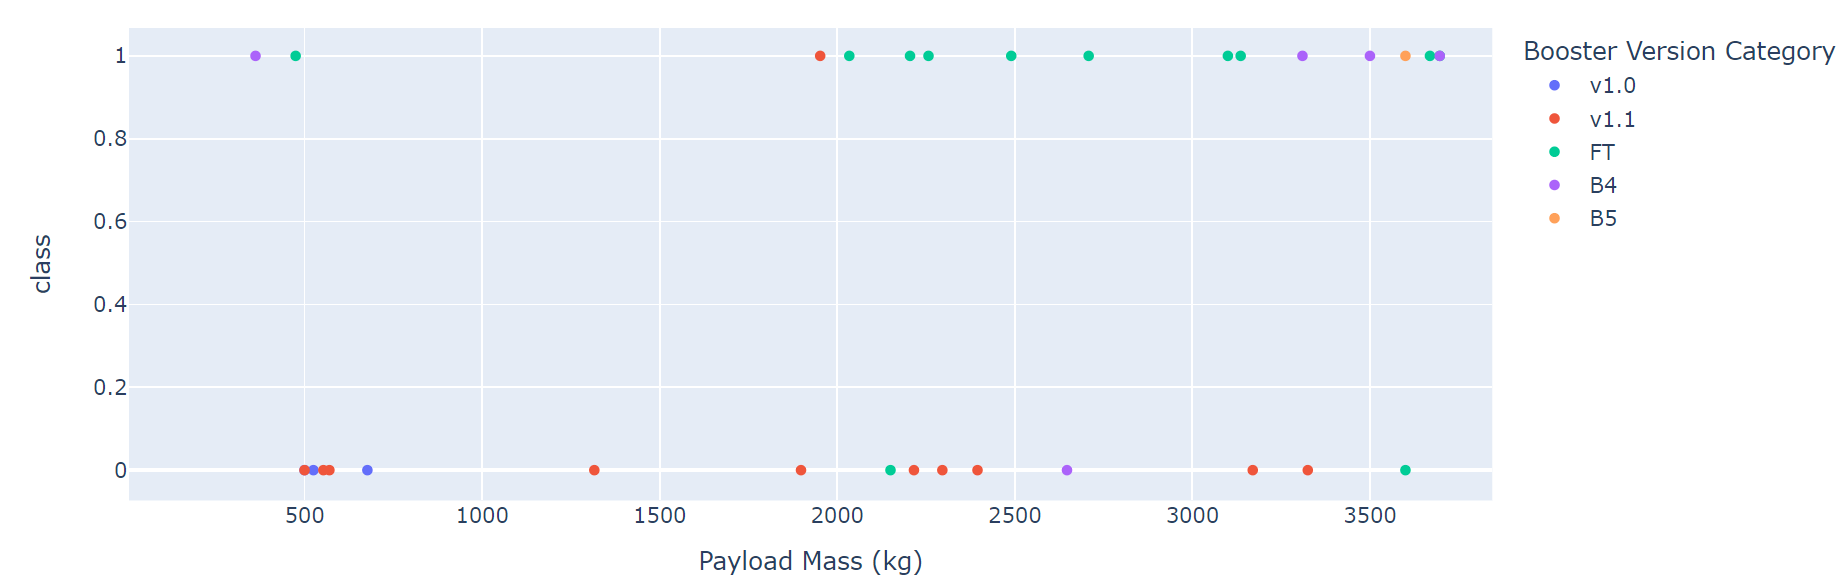 1
0.8
0.6
0.4
0.2
0
class
500 1000 1500 2000 2500 3000 3500
Payload Mass (kg)
Booster Version Category
v1.0
v1.1
FT
B4
B5